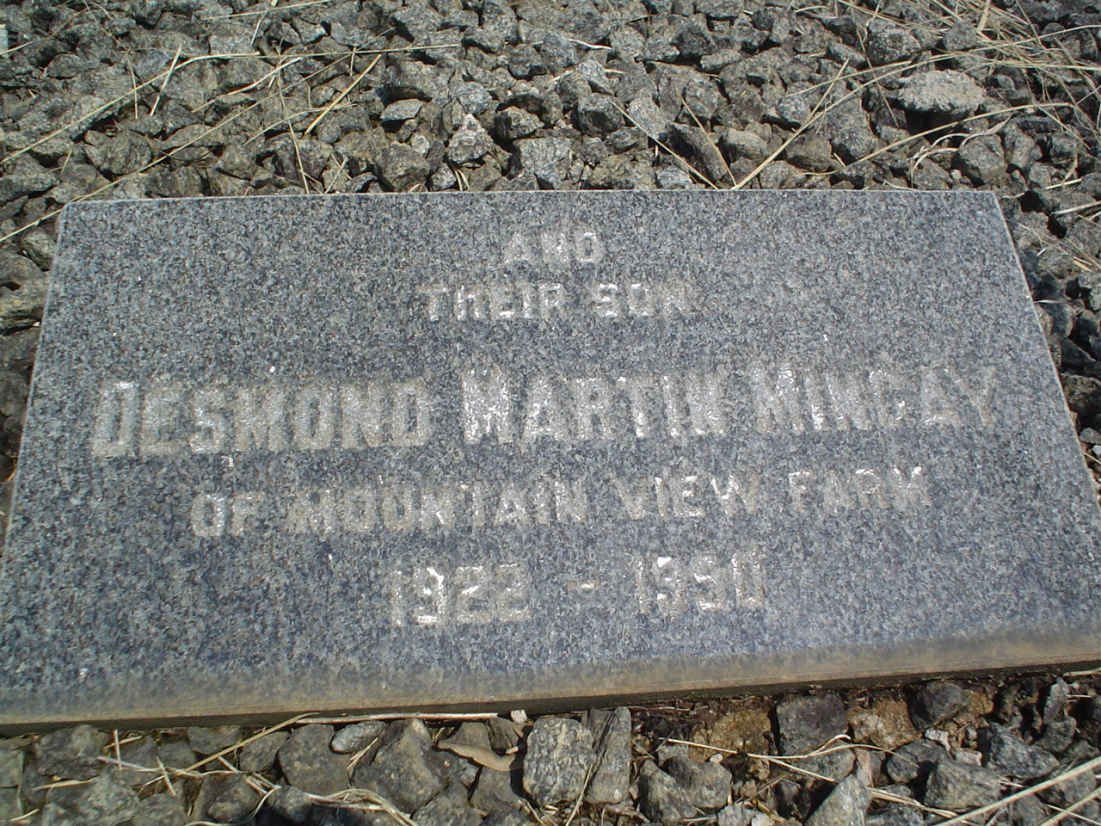 AND
THEIR SON
DESMOND MARTIN MINGAY
OF MOUNTAIN VIEW FARM
1922 - 1990